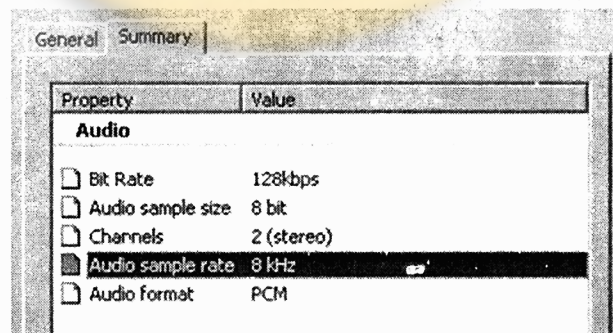 General Summary
Property Value
Audio
Bit Rate 128kbps
Audio sample size 8 bit
Channels 2 (stereo)
Audio sample rate 8 kHz
Audio format PCM